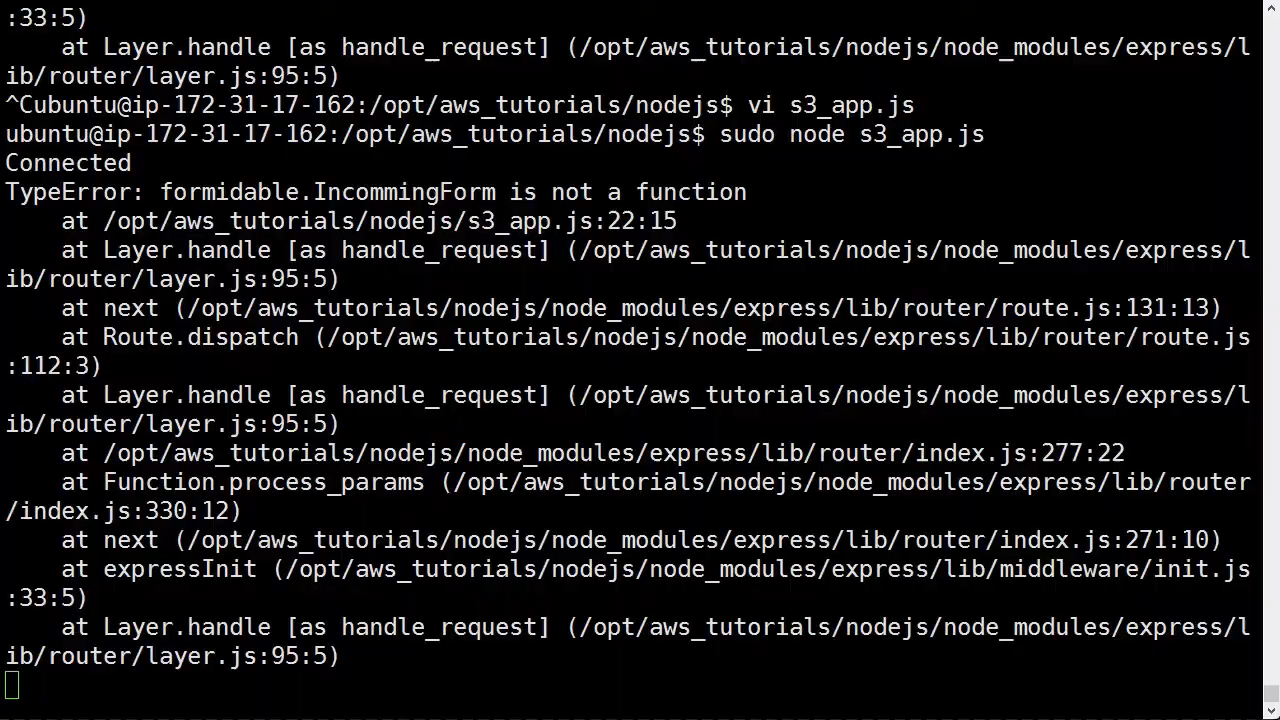 :33:5)
    at Layer.handle [as handle_request] (/opt/aws_tutorials/nodejs/node_modules/express/l
ib/router/layer.js:95:5)
^Cubuntu@ip-172-31-17-162:/opt/aws_tutorials/nodejs$ vi s3_app.js
ubuntu@ip-172-31-17-162:/opt/aws_tutorials/nodejs$ sudo node s3_app.js
Connected
TypeError: formidable.IncommingForm is not a function
    at /opt/aws_tutorials/nodejs/s3_app.js:22:15
    at Layer.handle [as handle_request] (/opt/aws_tutorials/nodejs/node_modules/express/l
ib/router/layer.js:95:5)
    at next (/opt/aws_tutorials/nodejs/node_modules/express/lib/router/route.js:131:13)
    at Route.dispatch (/opt/aws_tutorials/nodejs/node_modules/express/lib/router/route.js
:112:3)
    at Layer.handle [as handle_request] (/opt/aws_tutorials/nodejs/node_modules/express/l
ib/router/layer.js:95:5)
    at /opt/aws_tutorials/nodejs/node_modules/express/lib/router/index.js:277:22
    at Function.process_params (/opt/aws_tutorials/nodejs/node_modules/express/lib/router
/index.js:330:12)
    at next (/opt/aws_tutorials/nodejs/node_modules/express/lib/router/index.js:271:10)
    at expressInit (/opt/aws_tutorials/nodejs/node_modules/express/lib/middleware/init.js
:33:5)
    at Layer.handle [as handle_request] (/opt/aws_tutorials/nodejs/node_modules/express/l
ib/router/layer.js:95:5)